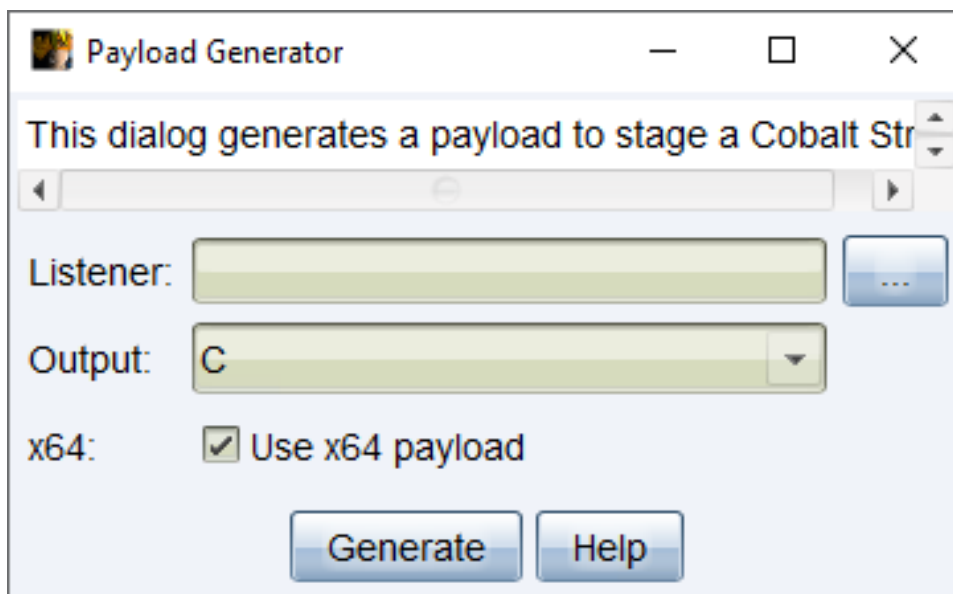 Payload Generator
This dialog generates a payload to stage a Cobalt Str
Listener: ...
Output: C
x64: Use x64 payload
Generate Help